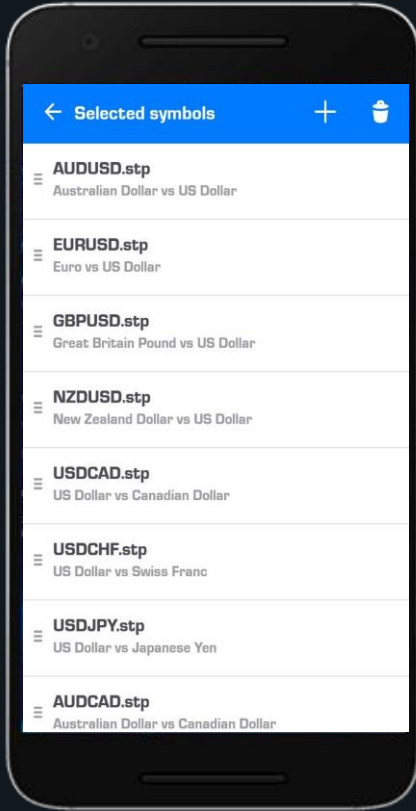 Selected symbols
AUDUSD.stp
Australian Dollar vs US Dollar
EURUSD.stp
Euro vs US Dollar
GBPUSD.stp
Great Britain Pound vs US Dollar
NZDUSD.stp
New Zealand Dollar vs US Dollar
USDCAD.stp
US Dollar vs Canadian Dollar
USDCHF.stp
US Dollar vs Swiss Franc
USDJPY.stp
US Dollar vs Japanese Yen
AUDCAD.stp
Australian Dollar vs Canadian Dollar